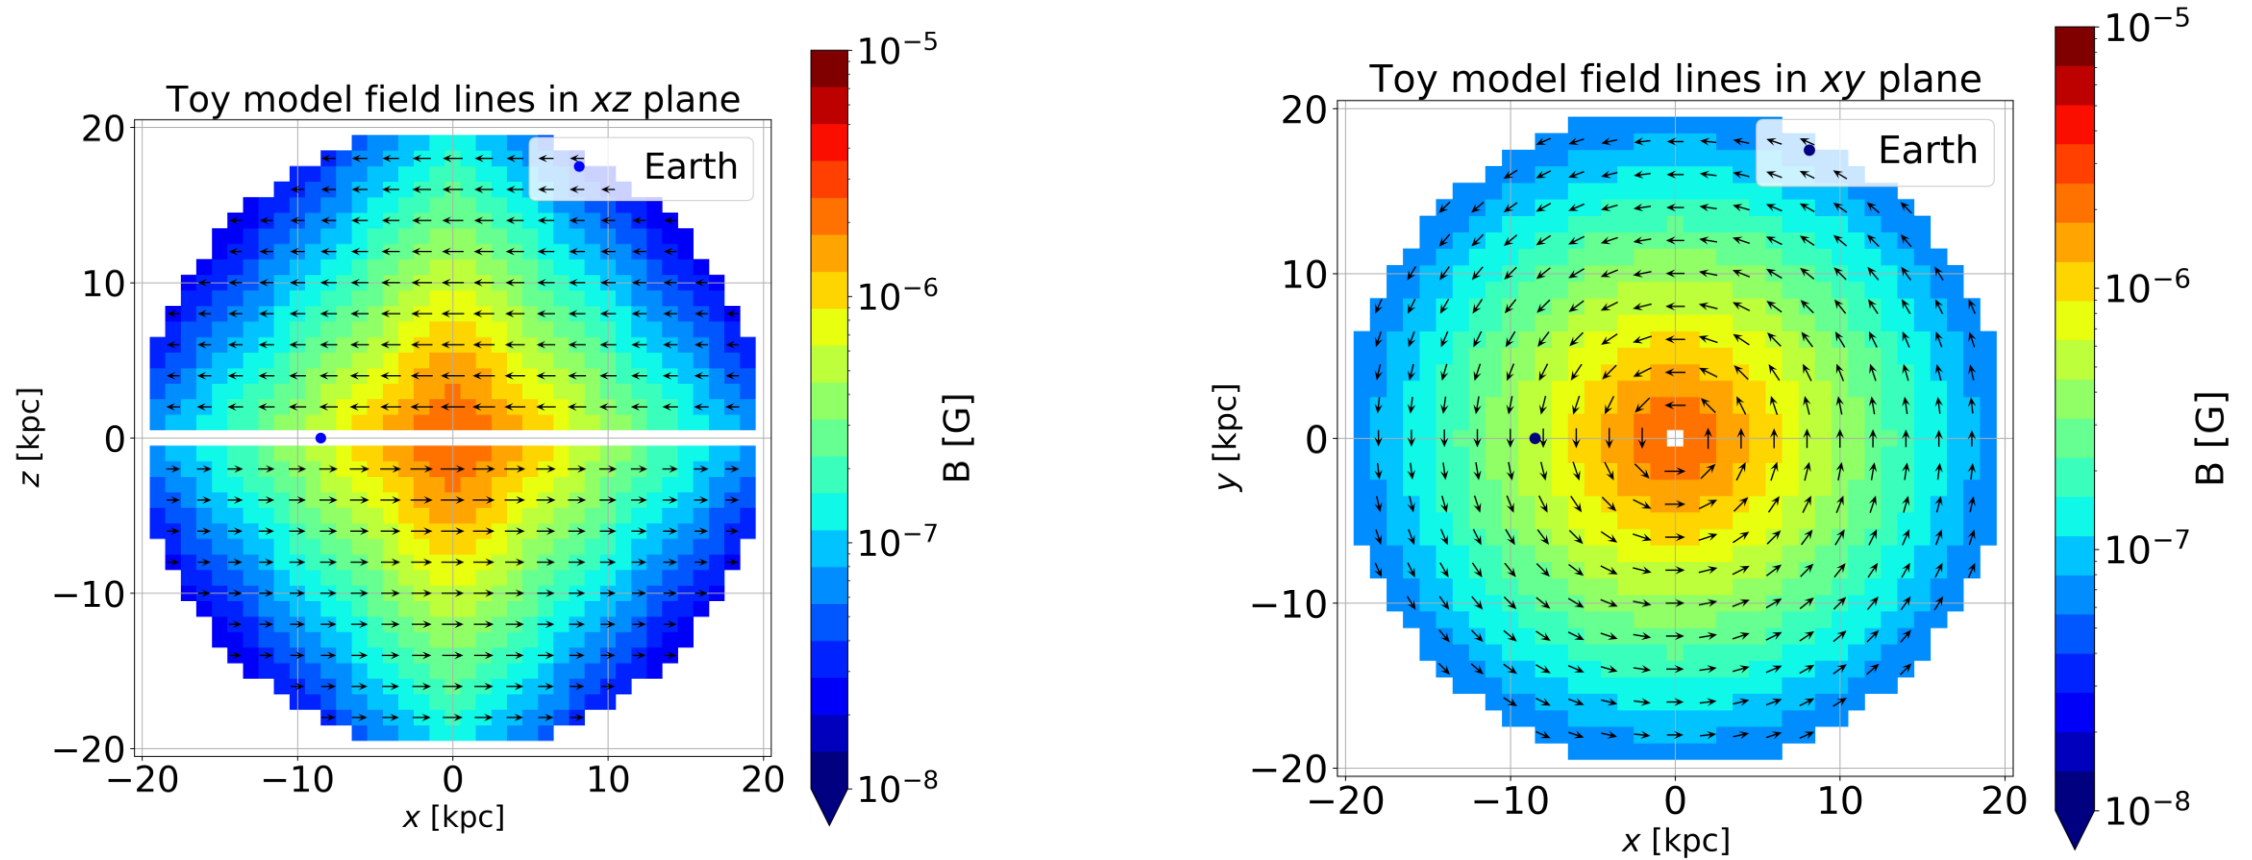 Toy model field lines in xz plane
Earth
20
10
0
−10
−20
z [kpc]
−20 −10 0 10 20
x [kpc]
10⁻⁵
10⁻⁶
10⁻⁷
10⁻⁸
B [G]
Toy model field lines in xy plane
Earth
20
10
0
−10
−20
y [kpc]
−20 −10 0 10 20
x [kpc]
10⁻⁵
10⁻⁶
10⁻⁷
10⁻⁸
B [G]